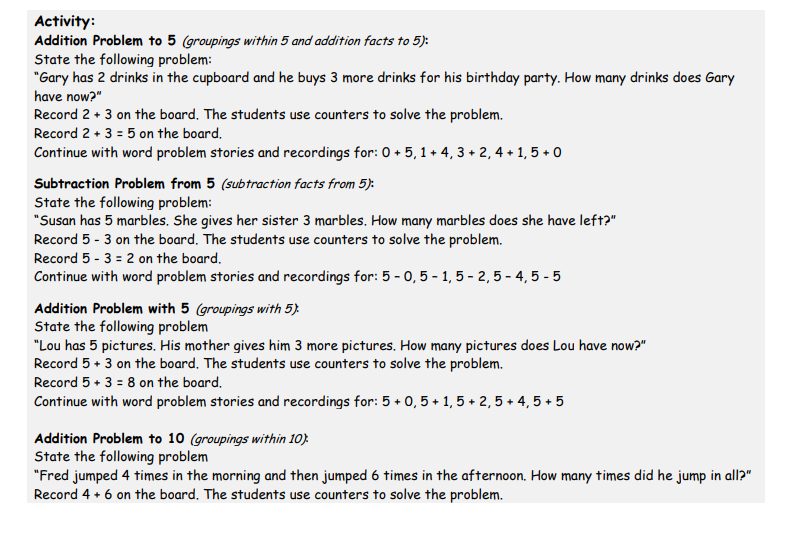 Activity:
Addition Problem to 5 (groupings within 5 and addition facts to 5):
State the following problem:
"Gary has 2 drinks in the cupboard and he buys 3 more drinks for his birthday party. How many drinks does Gary
have now?"
Record 2 + 3 on the board. The students use counters to solve the problem.
Record 2 + 3 = 5 on the board.
Continue with word problem stories and recordings for: 0 + 5, 1 + 4, 3 + 2, 4 + 1, 5 + 0
Subtraction Problem from 5 (subtraction facts from 5):
State the following problem:
"Susan has 5 marbles. She gives her sister 3 marbles. How many marbles does she have left?"
Record 5 - 3 on the board. The students use counters to solve the problem.
Record 5 - 3 = 2 on the board.
Continue with word problem stories and recordings for: 5 – 0, 5 – 1, 5 – 2, 5 – 4, 5 - 5
Addition Problem with 5 (groupings with 5):
State the following problem
"Lou has 5 pictures. His mother gives him 3 more pictures. How many pictures does Lou have now?"
Record 5 + 3 on the board. The students use counters to solve the problem.
Record 5 + 3 = 8 on the board.
Continue with word problem stories and recordings for: 5 + 0, 5 + 1, 5 + 2, 5 + 4, 5 + 5
Addition Problem to 10 (groupings within 10):
State the following problem
"Fred jumped 4 times in the morning and then jumped 6 times in the afternoon. How many times did he jump in all?"
Record 4 + 6 on the board. The students use counters to solve the problem.